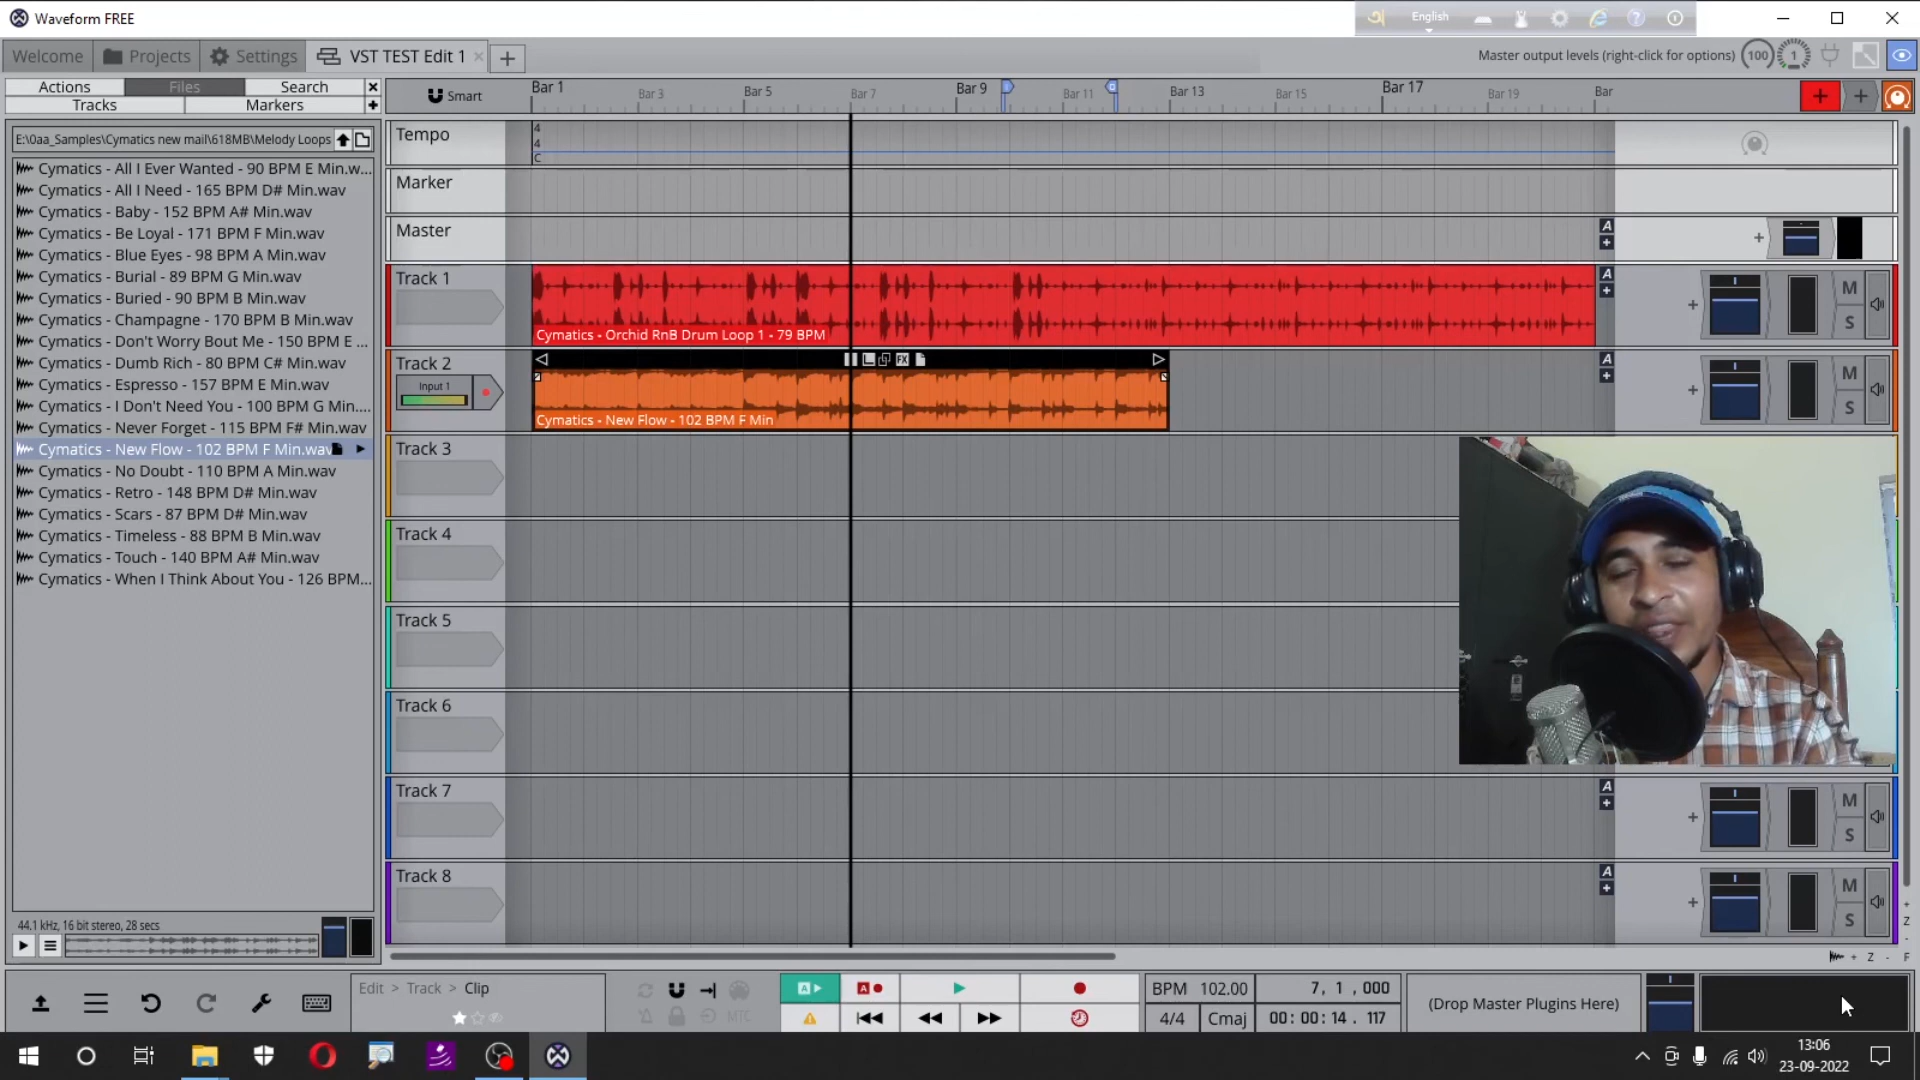 Waveform FREE
English
Welcome
Projects
Settings
VST TEST Edit 1
Master output levels (right-click for options)
100
1
Actions
Files
Search
Tracks
Markers
Smart
Bar 1
Bar 3
Bar 5
Bar 7
Bar 9
Bar 11
Bar 13
Bar 15
Bar 17
Bar 19
Bar
E:\0aa_Samples\Cymatics new mail\618MB\Melody Loops
Cymatics - All I Ever Wanted - 90 BPM E Min.w...
Cymatics - All I Need - 165 BPM D# Min.wav
Cymatics - Baby - 152 BPM A# Min.wav
Cymatics - Be Loyal - 171 BPM F Min.wav
Cymatics - Blue Eyes - 98 BPM A Min.wav
Cymatics - Burial - 89 BPM G Min.wav
Cymatics - Buried - 90 BPM B Min.wav
Cymatics - Champagne - 170 BPM B Min.wav
Cymatics - Don't Worry Bout Me - 150 BPM E ...
Cymatics - Dumb Rich - 80 BPM C# Min.wav
Cymatics - Espresso - 157 BPM E Min.wav
Cymatics - I Don't Need You - 100 BPM G Min....
Cymatics - Never Forget - 115 BPM F# Min.wav
Cymatics - New Flow - 102 BPM F Min.wav
Cymatics - No Doubt - 110 BPM A Min.wav
Cymatics - Retro - 148 BPM D# Min.wav
Cymatics - Scars - 87 BPM D# Min.wav
Cymatics - Timeless - 88 BPM B Min.wav
Cymatics - Touch - 140 BPM A# Min.wav
Cymatics - When I Think About You - 126 BPM...
44.1 kHz, 16 bit stereo, 28 secs
Tempo
4
4
C
Marker
Master
A
Track 1
Cymatics - Orchid RnB Drum Loop 1 - 79 BPM
A
M
S
Track 2
Input 1
FX
Cymatics - New Flow - 102 BPM F Min
A
M
S
Track 3
Track 4
Track 5
Track 6
Track 7
A
M
S
Track 8
A
M
S
Z
Z
F
Edit > Track > Clip
MTC
A
A
BPM 102.00
7, 1 , 000
4/4
Cmaj
00: 00: 14 . 117
(Drop Master Plugins Here)
13:06
23-09-2022